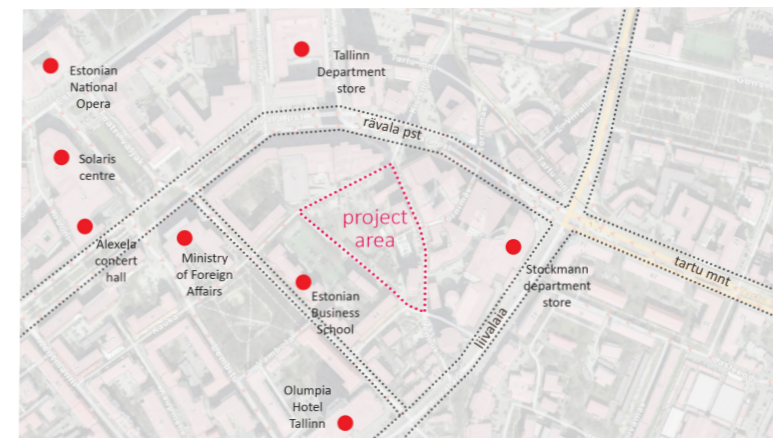 Estonian
National
Opera
Tallinn
Department
store
rävala pst
Solaris
centre
project
area
Alexela
concert
hall
Ministry
of Foreign
Affairs
Stockmann
department
store
tartu mnt
Estonian
Business
School
liivalaia
Olumpia
Hotel
Tallinn